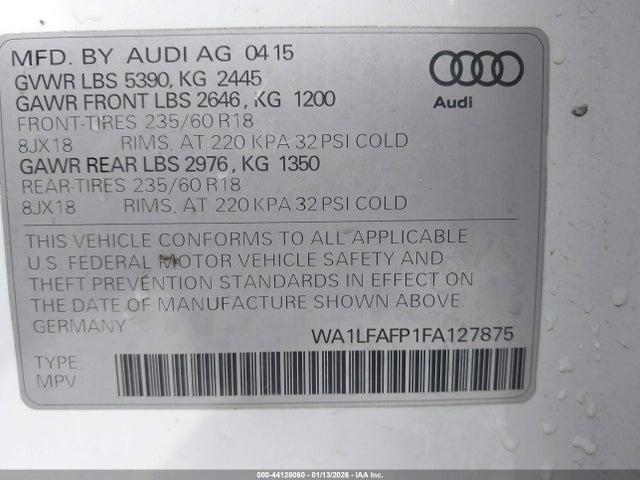 MFD. BY AUDI AG 04 15
GVWR LBS 5390, KG 2445
GAWR FRONT LBS 2646, KG 1200
FRONT-TIRES 235/60 R18
8JX18 RIMS, AT 220 KPA 32 PSI COLD
GAWR REAR LBS 2976, KG 1350
REAR-TIRES 235/60 R18
8JX18 RIMS, AT 220 KPA 32 PSI COLD
Audi
THIS VEHICLE CONFORMS TO ALL APPLICABLE
U.S. FEDERAL MOTOR VEHICLE SAFETY AND
THEFT PREVENTION STANDARDS IN EFFECT ON
THE DATE OF MANUFACTURE SHOWN ABOVE.
GERMANY
WA1LFAFP1FA127875
TYPE:
MPV
000-44128060 - 01/13/2026 - IAA Inc.